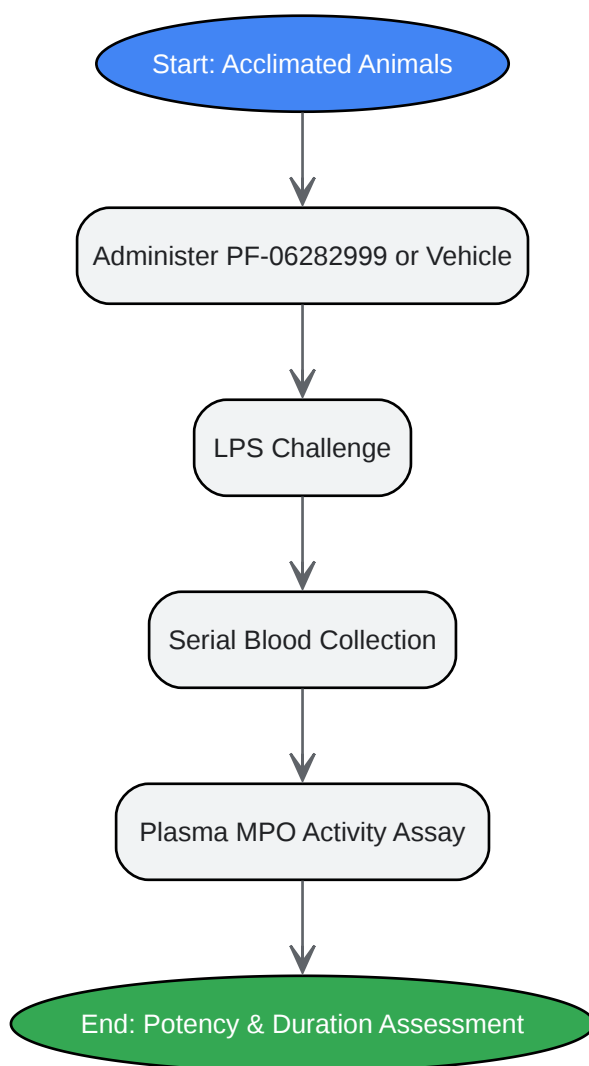 Start: Acclimated Animals
Administer PF-06282999 or Vehicle
LPS Challenge
Serial Blood Collection
Plasma MPO Activity Assay
End: Potency & Duration Assessment